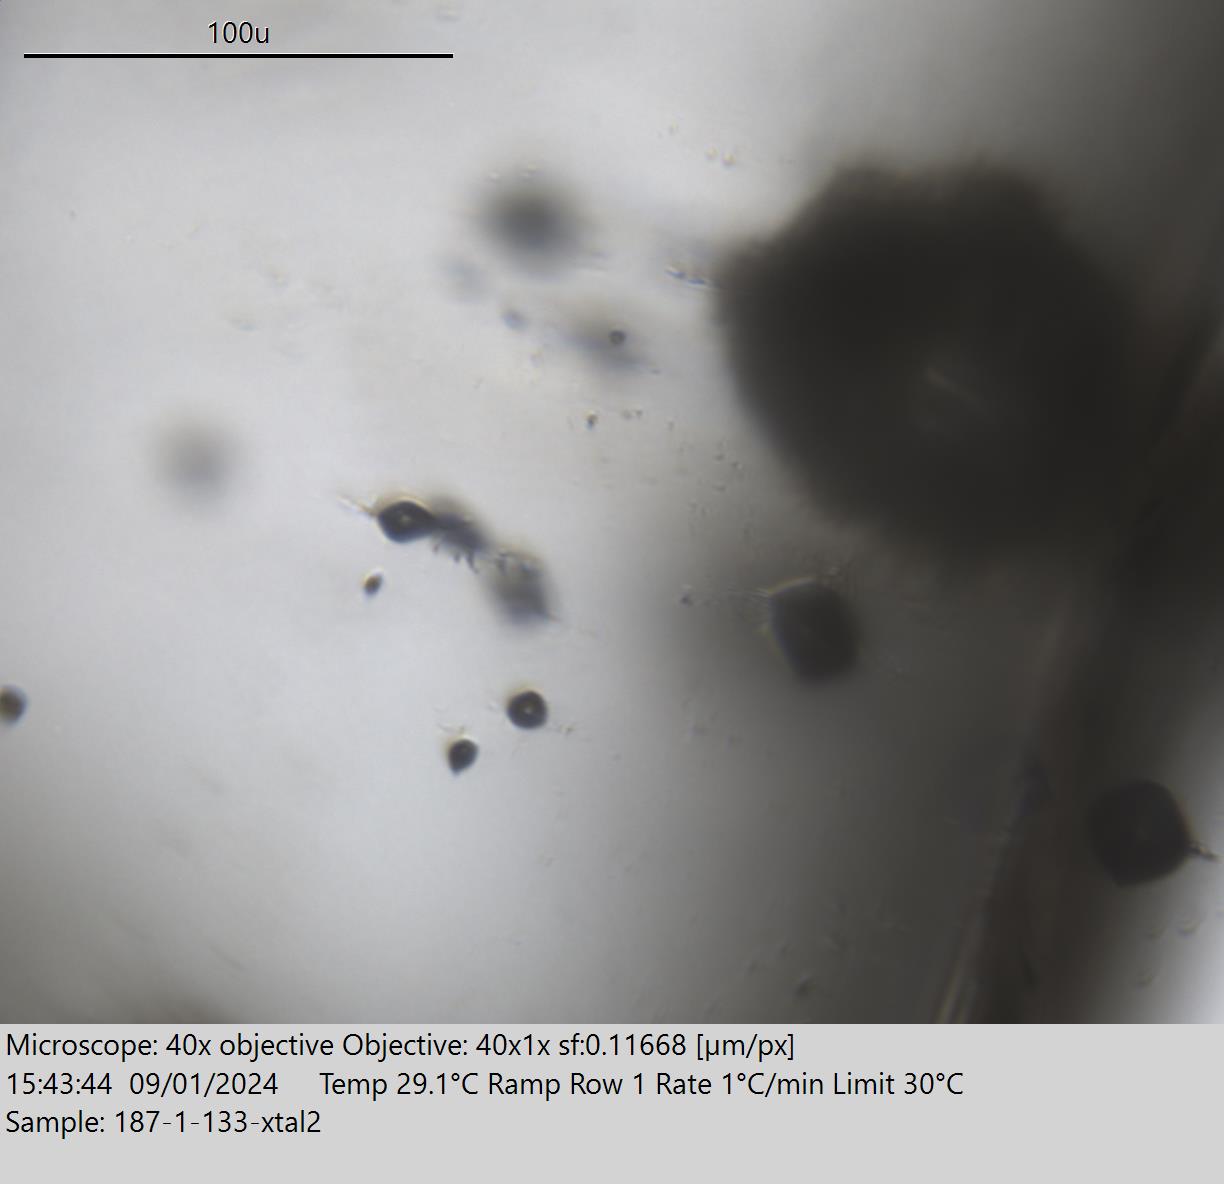 100u
Microscope: 40x objective Objective: 40x1x sf:0.11668 [µm/px]
15:43:44 09/01/2024 Temp 29.1°C Ramp Row 1 Rate 1°C/min Limit 30°C
Sample: 187-1-133-xtal2